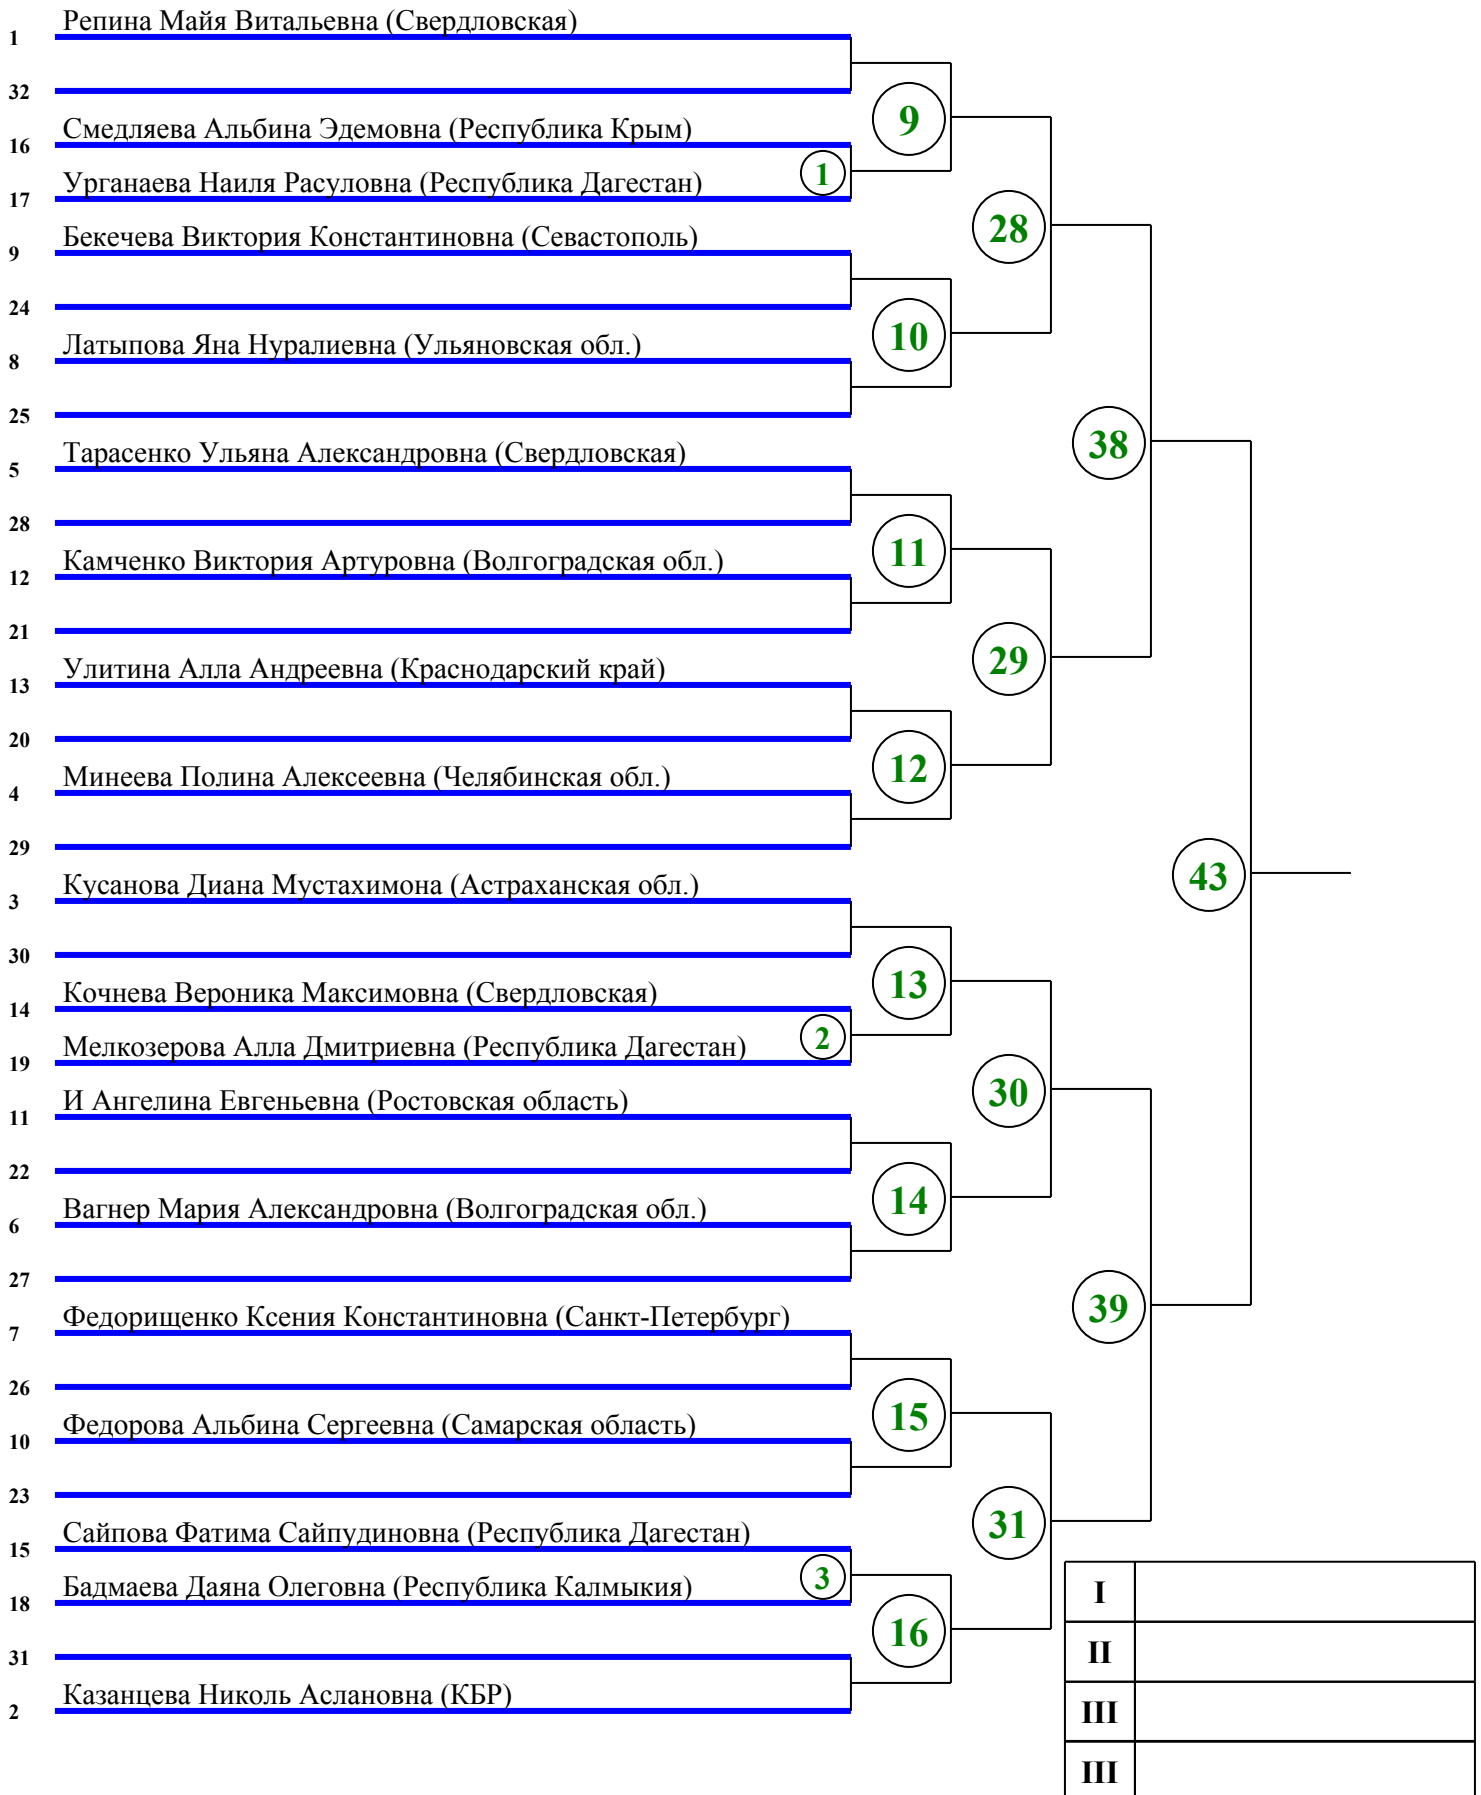 1 Репина Майя Витальевна (Свердловская)
32
16 Смедляева Альбина Эдемовна (Республика Крым)
17 Урганаева Наиля Расуловна (Республика Дагестан)
9 Бекечева Виктория Константиновна (Севастополь)
24
8 Латыпова Яна Нуралиевна (Ульяновская обл.)
25
5 Тарасенко Ульяна Александровна (Свердловская)
28
12 Камченко Виктория Артуровна (Волгоградская обл.)
21
13 Улитина Алла Андреевна (Краснодарский край)
20
4 Минеева Полина Алексеевна (Челябинская обл.)
29
3 Кусанова Диана Мустахимона (Астраханская обл.)
30
14 Кочнева Вероника Максимовна (Свердловская)
19 Мелкозерова Алла Дмитриевна (Республика Дагестан)
11 И Ангелина Евгеньевна (Ростовская область)
22
6 Вагнер Мария Александровна (Волгоградская обл.)
27
7 Федорищенко Ксения Константиновна (Санкт-Петербург)
26
10 Федорова Альбина Сергеевна (Самарская область)
23
15 Сайпова Фатима Сайпудиновна (Республика Дагестан)
18 Бадмаева Даяна Олеговна (Республика Калмыкия)
31
2 Казанцева Николь Аслановна (КБР)
1
2
3
9
10
11
12
13
14
15
16
28
29
30
31
38
39
43
I
II
III
III